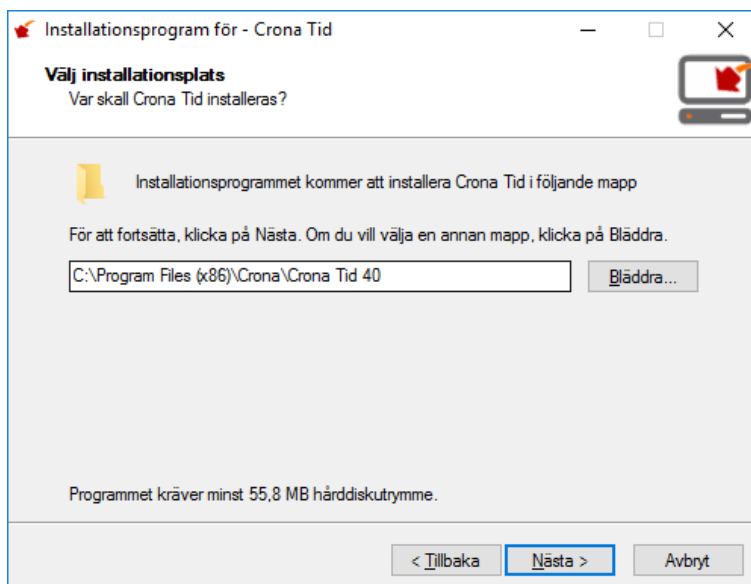 Installationsprogram för - Crona Tid
Välj installationsplats
Var skall Crona Tid installeras?
Installationsprogrammet kommer att installera Crona Tid i följande mapp
För att fortsätta, klicka på Nästa. Om du vill välja en annan mapp, klicka på Bläddra.
C:\Program Files (x86)\Crona\Crona Tid 40
Bläddra...
Programmet kräver minst 55,8 MB hårddiskutrymme.
< Tillbaka
Nästa >
Avbryt